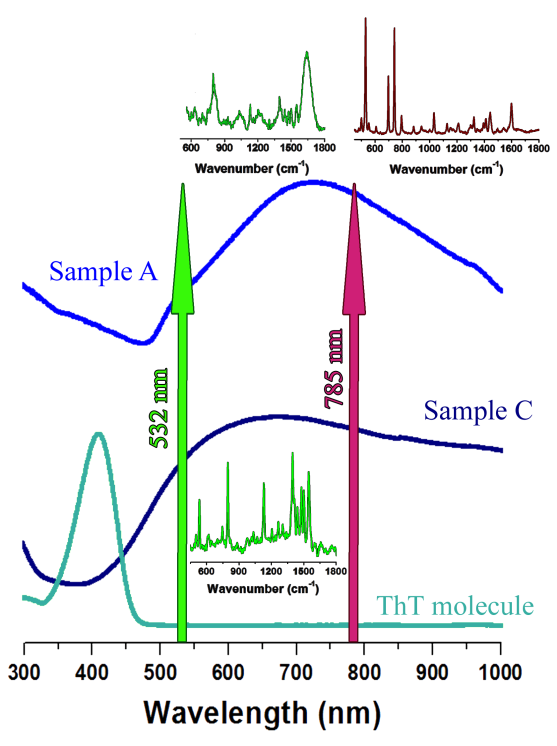 600 900 1200 1500 1800
Wavenumber (cm-1)
600 800 1000 1200 1400 1600 1800
Wavenumber (cm-1)
Sample A
532 nm
785 nm
Sample C
600 900 1200 1500 1800
Wavenumber (cm-1)
ThT molecule
300 400 500 600 700 800 900 1000
Wavelength (nm)